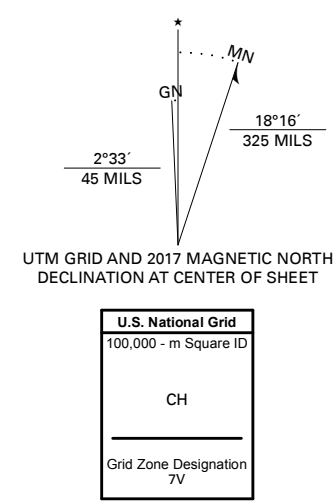 ★
MN
GN
18°16´
325 MILS
2°33´
45 MILS
UTM GRID AND 2017 MAGNETIC NORTH
DECLINATION AT CENTER OF SHEET
U.S. National Grid
100,000 - m Square ID
CH
Grid Zone Designation
7V